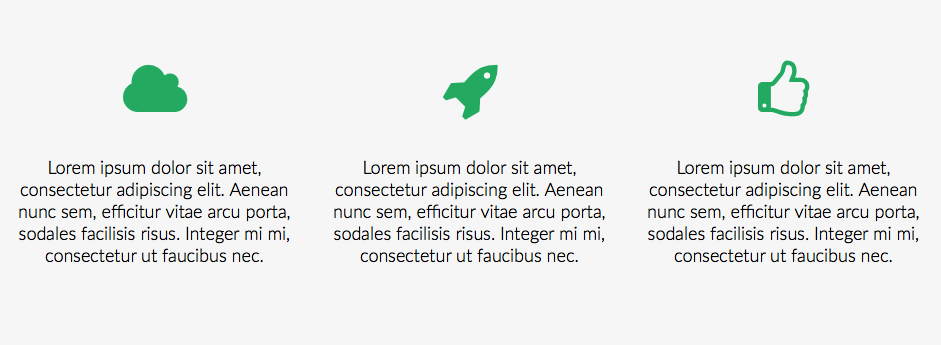 Lorem ipsum dolor sit amet,
consectetur adipiscing elit. Aenean
nunc sem, efficitur vitae arcu porta,
sodales facilisis risus. Integer mi mi,
consectetur ut faucibus nec.
Lorem ipsum dolor sit amet,
consectetur adipiscing elit. Aenean
nunc sem, efficitur vitae arcu porta,
sodales facilisis risus. Integer mi mi,
consectetur ut faucibus nec.
Lorem ipsum dolor sit amet,
consectetur adipiscing elit. Aenean
nunc sem, efficitur vitae arcu porta,
sodales facilisis risus. Integer mi mi,
consectetur ut faucibus nec.